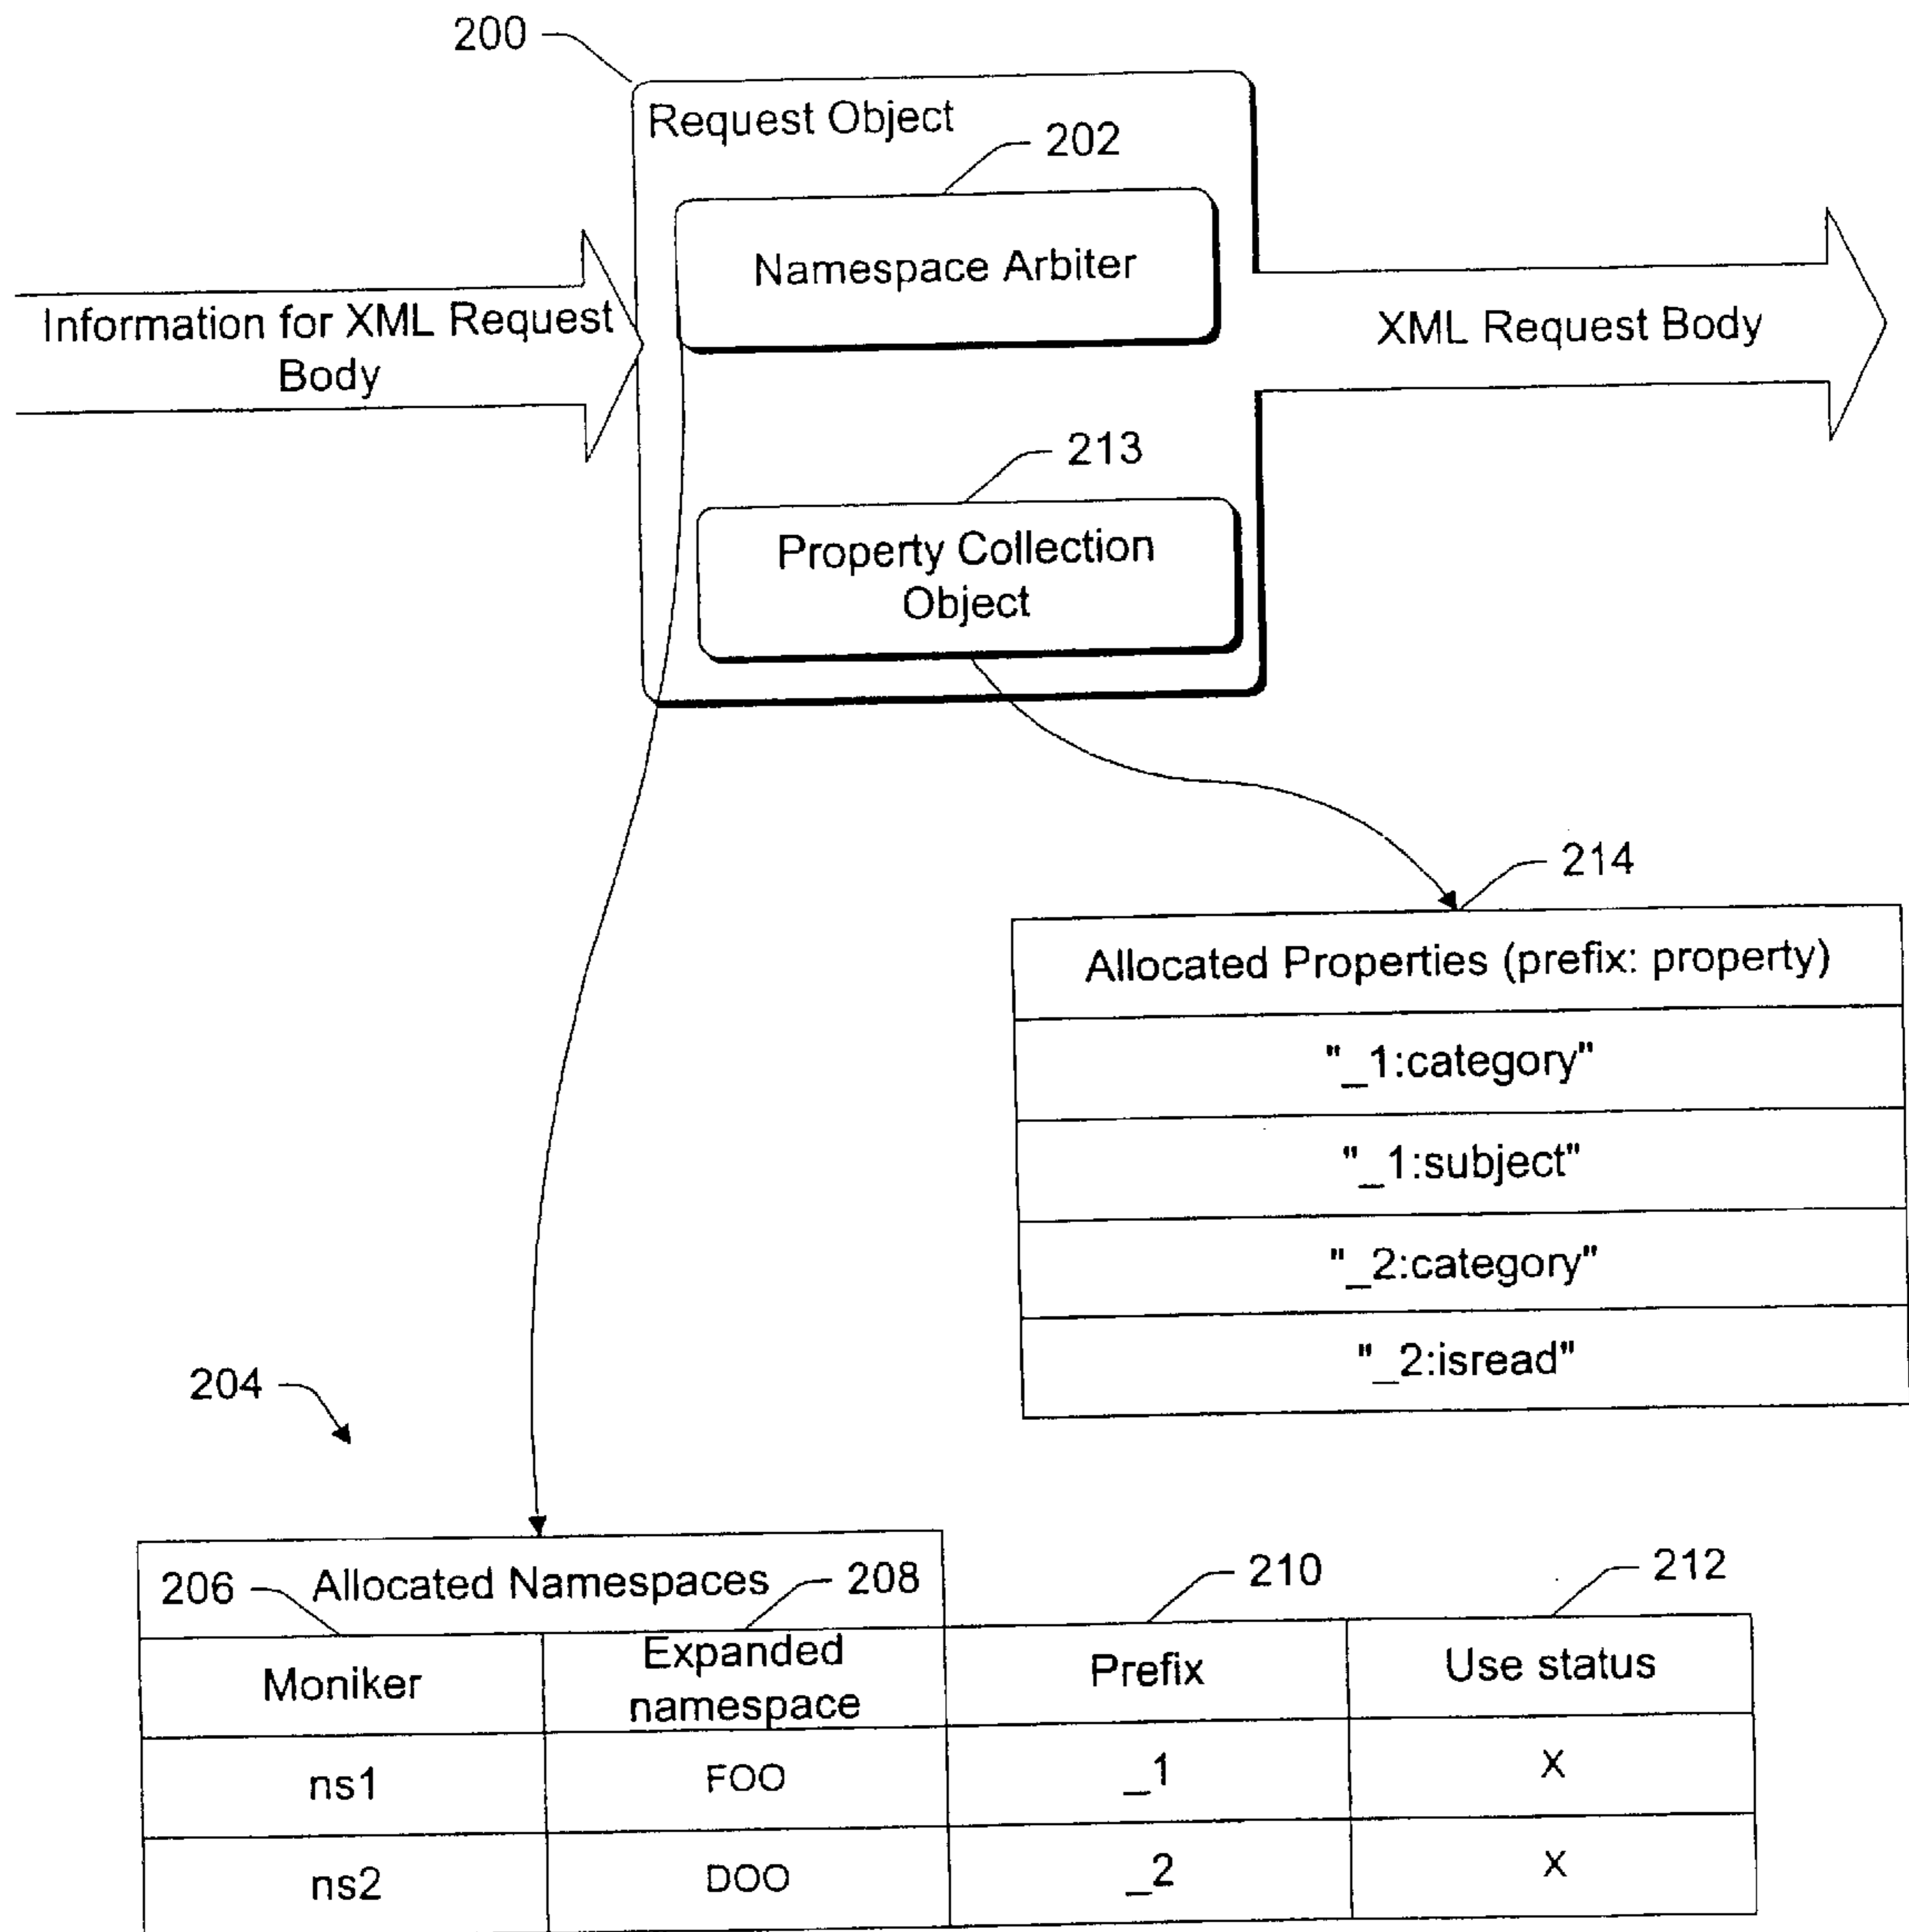 200
Request Object
202
Namespace Arbiter
Information for XML Request
Body
XML Request Body
213
Property Collection
Object
214
Allocated Properties (prefix: property)
"_1:category"
"_1:subject"
"_2:category"
"_2:isread"
204
206 Allocated Namespaces 208 210 212
Moniker Expanded namespace Prefix Use status
ns1 FOO _1 X
ns2 DOO _2 X